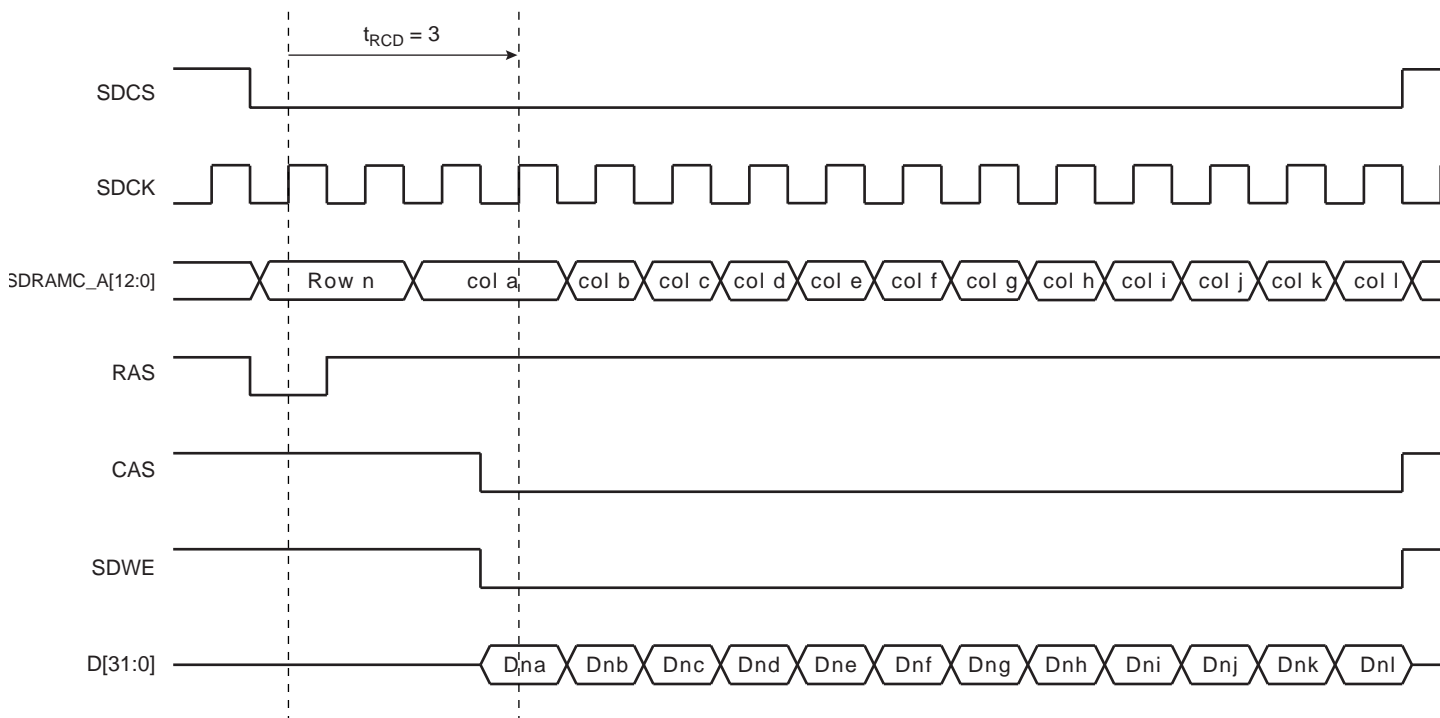 tRCD = 3
SDCS
SDCK
SDRAMC_A[12:0] Row n col a col b col c col d col e col f col g col h col i col j col k col l
RAS
CAS
SDWE
D[31:0] Dna Dnb Dnc Dnd Dne Dnf Dng Dnh Dni Dnj Dnk Dnl